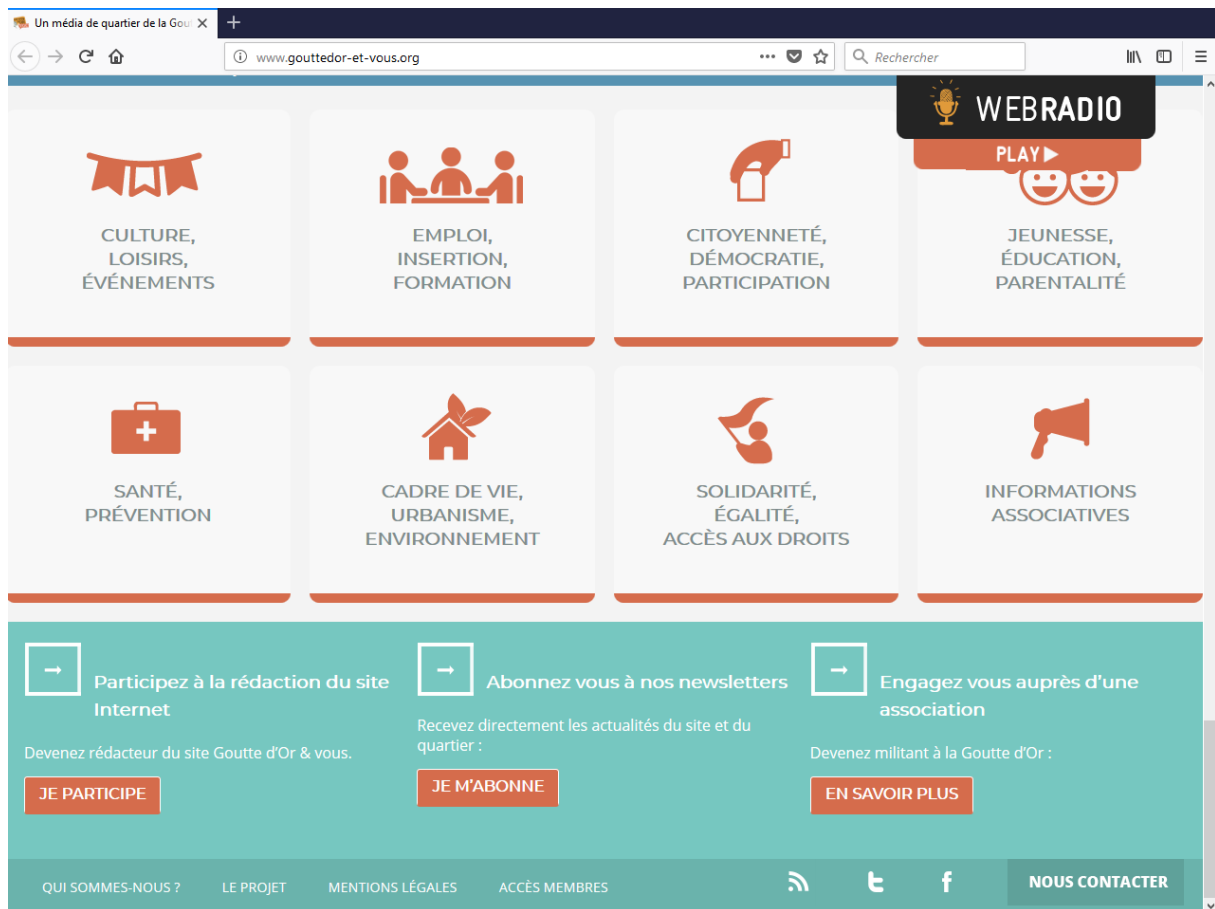 Un média de quartier de la Gou
www.gouttedor-et-vous.org
Rechercher
WEBRADIO
PLAY
CULTURE,
LOISIRS,
ÉVÉNEMENTS
EMPLOI,
INSERTION,
FORMATION
CITOYENNETÉ,
DÉMOCRATIE,
PARTICIPATION
JEUNESSE,
ÉDUCATION,
PARENTALITÉ
SANTÉ,
PRÉVENTION
CADRE DE VIE,
URBANISME,
ENVIRONNEMENT
SOLIDARITÉ,
ÉGALITÉ,
ACCÈS AUX DROITS
INFORMATIONS
ASSOCIATIVES
Participez à la rédaction du site
Internet
Devenez rédacteur du site Goutte d'Or & vous.
JE PARTICIPE
Abonnez vous à nos newsletters
Recevez directement les actualités du site et du
quartier :
JE M'ABONNE
Engagez vous auprès d'une
association
Devenez militant à la Goutte d'Or :
EN SAVOIR PLUS
QUI SOMMES-NOUS ?
LE PROJET
MENTIONS LÉGALES
ACCÈS MEMBRES
NOUS CONTACTER